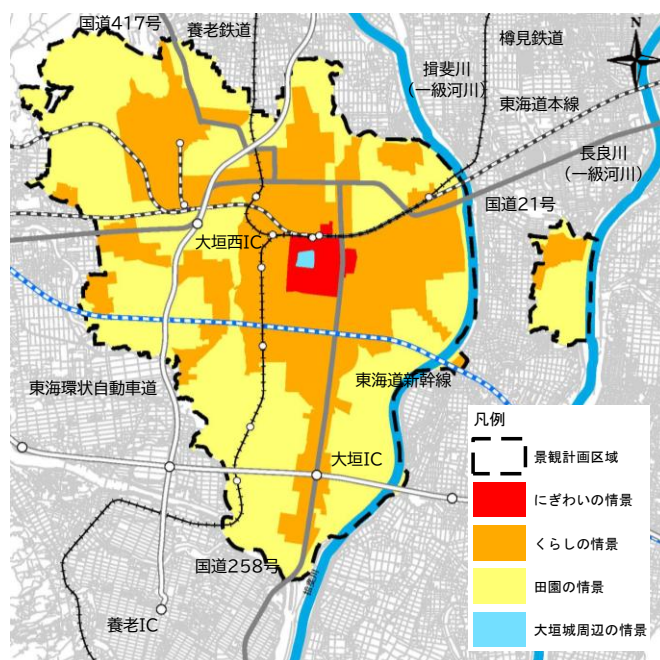 国道417号
養老鉄道
樽見鉄道
N
揖斐川
(一級河川)
東海道本線
長良川
(一級河川)
国道21号
大垣西IC
東海環状自動車道
東海道新幹線
大垣IC
国道258号
養老IC
凡例
景観計画区域
にぎわいの情景
くらしの情景
田園の情景
大垣城周辺の情景